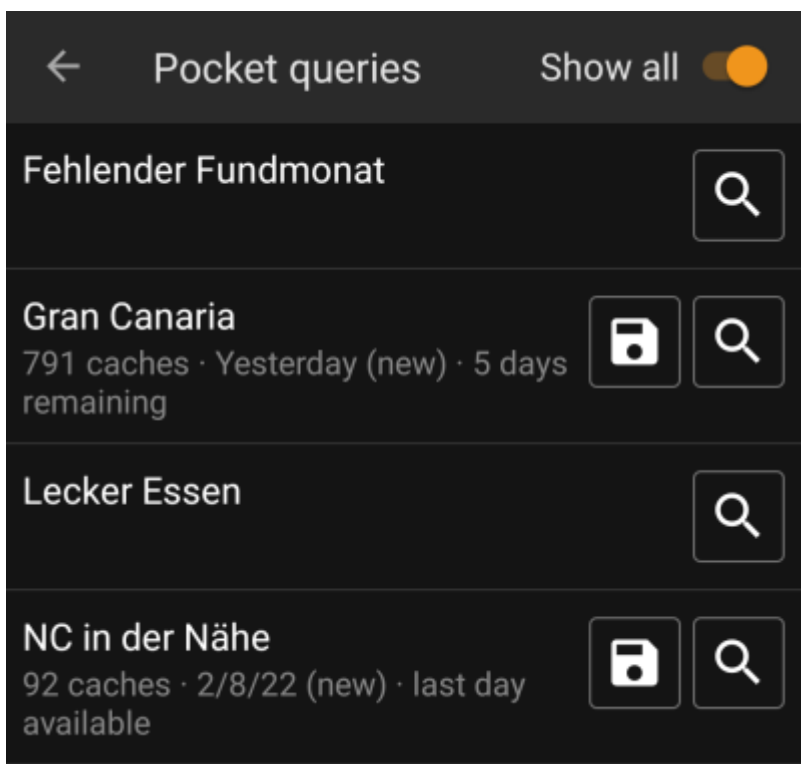 Pocket queries Show all
Fehlender Fundmonat
Gran Canaria
791 caches · Yesterday (new) · 5 days
remaining
Lecker Essen
NC in der Nähe
92 caches · 2/8/22 (new) · last day
available